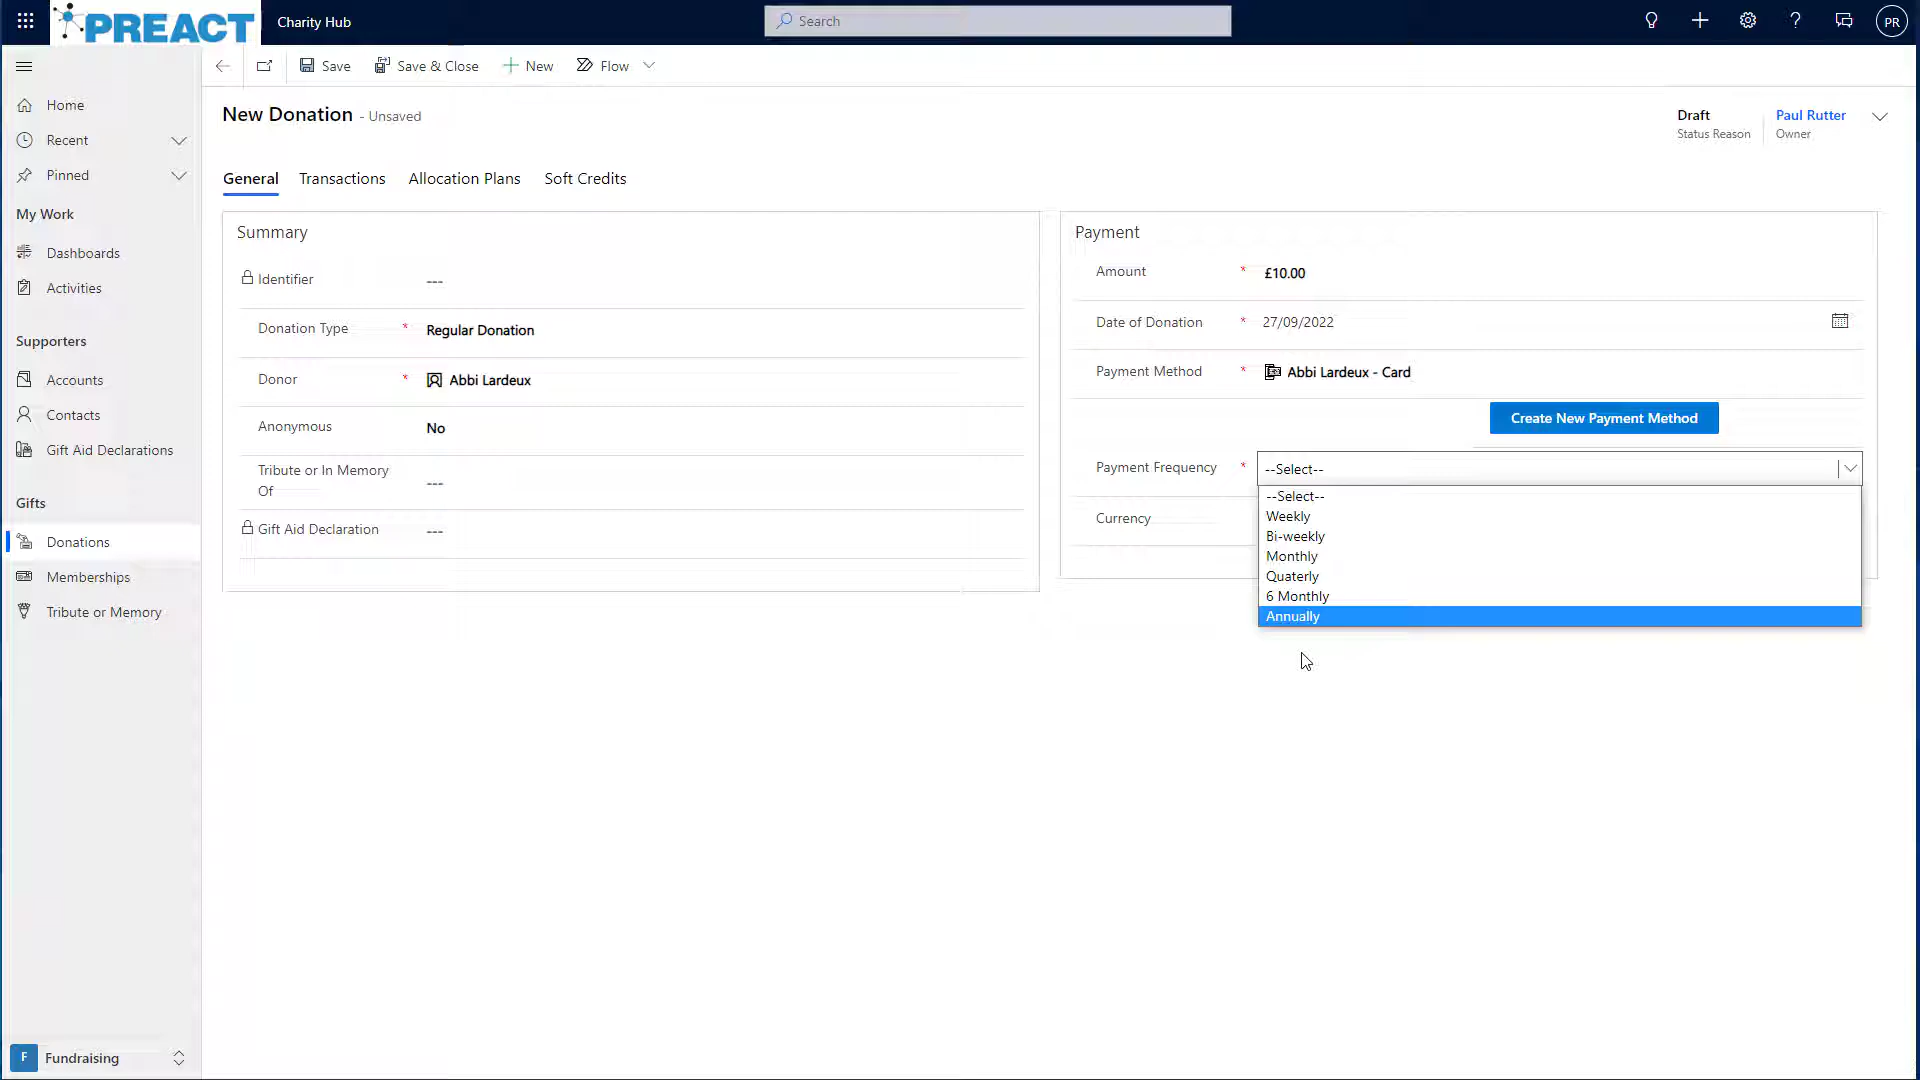 PREACT
Charity Hub
Search
PR
Save
Save & Close
New
Flow
Home
Recent
Pinned
My Work
Dashboards
Activities
Supporters
Accounts
Contacts
Gift Aid Declarations
Gifts
Donations
Memberships
Tribute or Memory
F Fundraising
New Donation - Unsaved
Draft
Status Reason
Paul Rutter
Owner
General Transactions Allocation Plans Soft Credits
Summary
Identifier ---
Donation Type * Regular Donation
Donor * Abbi Lardeux
Anonymous No
Tribute or In Memory
Of ---
Gift Aid Declaration ---
Payment
Amount * £10.00
Date of Donation * 27/09/2022
Payment Method * Abbi Lardeux - Card
Create New Payment Method
Payment Frequency * --Select--
--Select--
Weekly
Bi-weekly
Monthly
Quaterly
6 Monthly
Annually
Currency